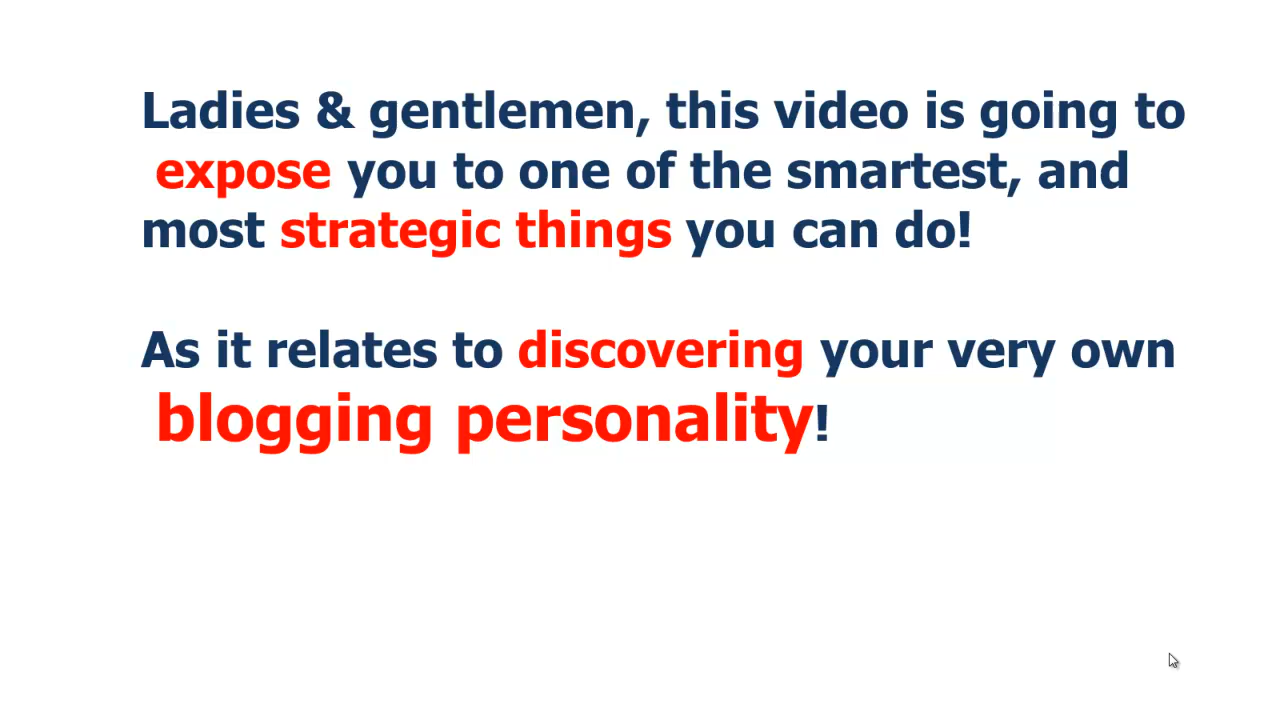 Ladies & gentlemen, this video is going to
expose you to one of the smartest, and
most strategic things you can do!
As it relates to discovering your very own
blogging personality!